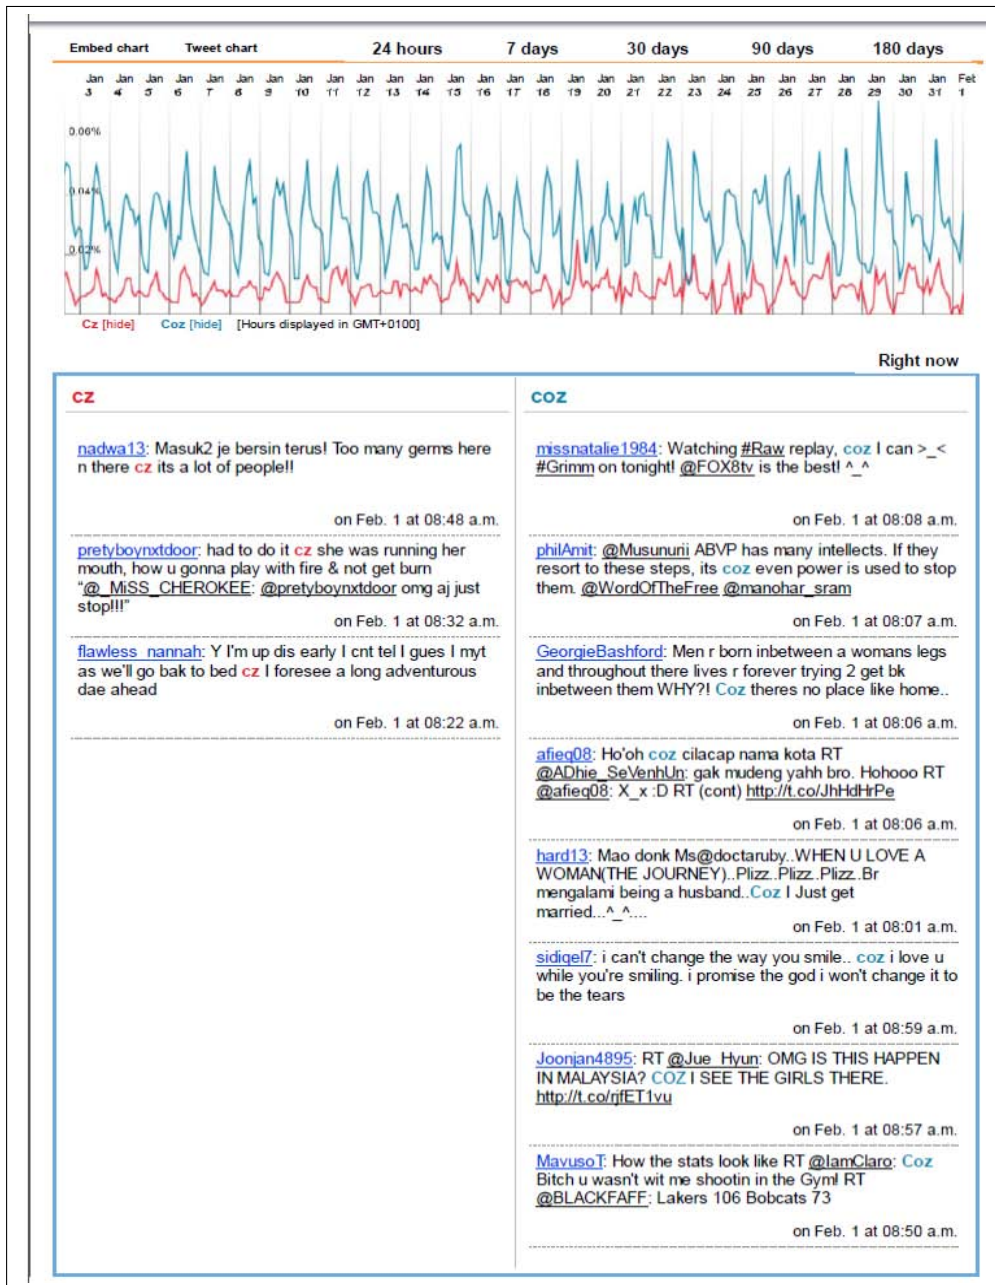 Embed chart Tweet chart 24 hours 7 days 30 days 90 days 180 days
Jan Jan Jan Jan Jan Jan Jan Jan Jan Jan Jan Jan Jan Jan Jan Jan Jan Jan Jan Jan Jan Jan Jan Jan Jan Jan Jan Jan Jan Feb
3 4 5 6 7 8 9 10 11 12 13 14 15 16 17 18 19 20 21 22 23 24 25 26 27 28 29 30 31 1
0.06%
0.04%
0.02%
Cz [hide] Coz [hide] [Hours displayed in GMT+0100]
Right now
cz
nadwa13: Masuk2 je bersin terus! Too many germs here
n there cz its a lot of people!!
on Feb. 1 at 08:48 a.m.
pretyboynxtdoor: had to do it cz she was running her
mouth, how u gonna play with fire & not get burn
“@_MiSS_CHEROKEE: @pretyboynxtdoor omg aj just
stop!!!”
on Feb. 1 at 08:32 a.m.
flawless_nannah: Y I'm up dis early I cnt tel I gues I myt
as we'll go bak to bed cz I foresee a long adventurous
dae ahead
on Feb. 1 at 08:22 a.m.
coz
missnatalie1984: Watching #Raw replay, coz I can >_<
#Grimm on tonight! @FOX8tv is the best! ^_^
on Feb. 1 at 08:08 a.m.
philAmit: @Musunurii ABVP has many intellects. If they
resort to these steps, its coz even power is used to stop
them. @WordOfTheFree @manohar_sram
on Feb. 1 at 08:07 a.m.
GeorgieBashford: Men r born inbetween a womans legs
and throughout there lives r forever trying 2 get bk
inbetween them WHY?! Coz theres no place like home..
on Feb. 1 at 08:06 a.m.
afieq08: Ho'oh coz cilacap nama kota RT
@ADhie_SeVenhUn: gak mudeng yahh bro. Hohooo RT
@afieq08: X_x :D RT (cont) http://t.co/JhHdHrPe
on Feb. 1 at 08:06 a.m.
hard13: Mao donk Ms@doctaruby..WHEN U LOVE A
WOMAN(THE JOURNEY)..Plizz..Plizz..Plizz..Br
mengalami being a husband..Coz I Just get
married...^_^....
on Feb. 1 at 08:01 a.m.
sidiqel7: i can't change the way you smile.. coz i love u
while you're smiling. i promise the god i won't change it to
be the tears
on Feb. 1 at 08:59 a.m.
Joonjan4895: RT @Jue_Hyun: OMG IS THIS HAPPEN
IN MALAYSIA? COZ I SEE THE GIRLS THERE.
http://t.co/rjfET1vu
on Feb. 1 at 08:57 a.m.
MavusoT: How the stats look like RT @IamClaro: Coz
Bitch u wasn't wit me shootin in the Gym! RT
@BLACKFAFF: Lakers 106 Bobcats 73
on Feb. 1 at 08:50 a.m.